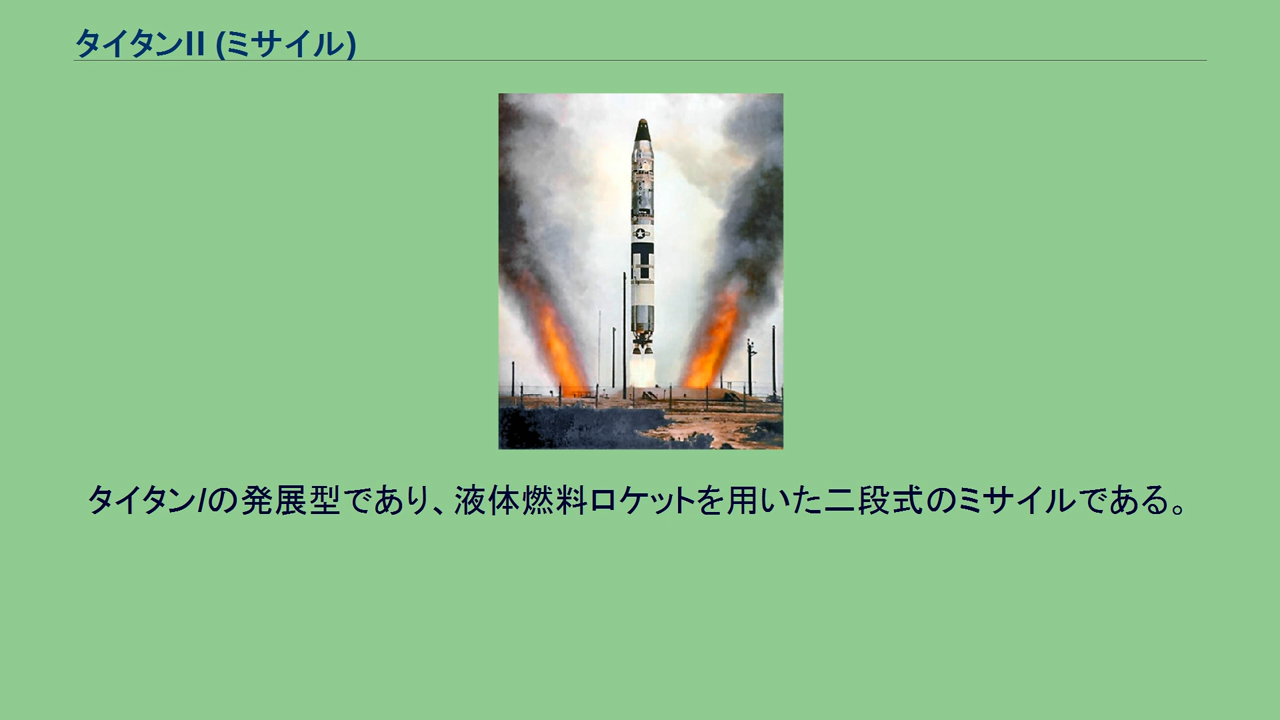 タイタンII (ミサイル)
タイタンIの発展型であり、液体燃料ロケットを用いた二段式のミサイルである。